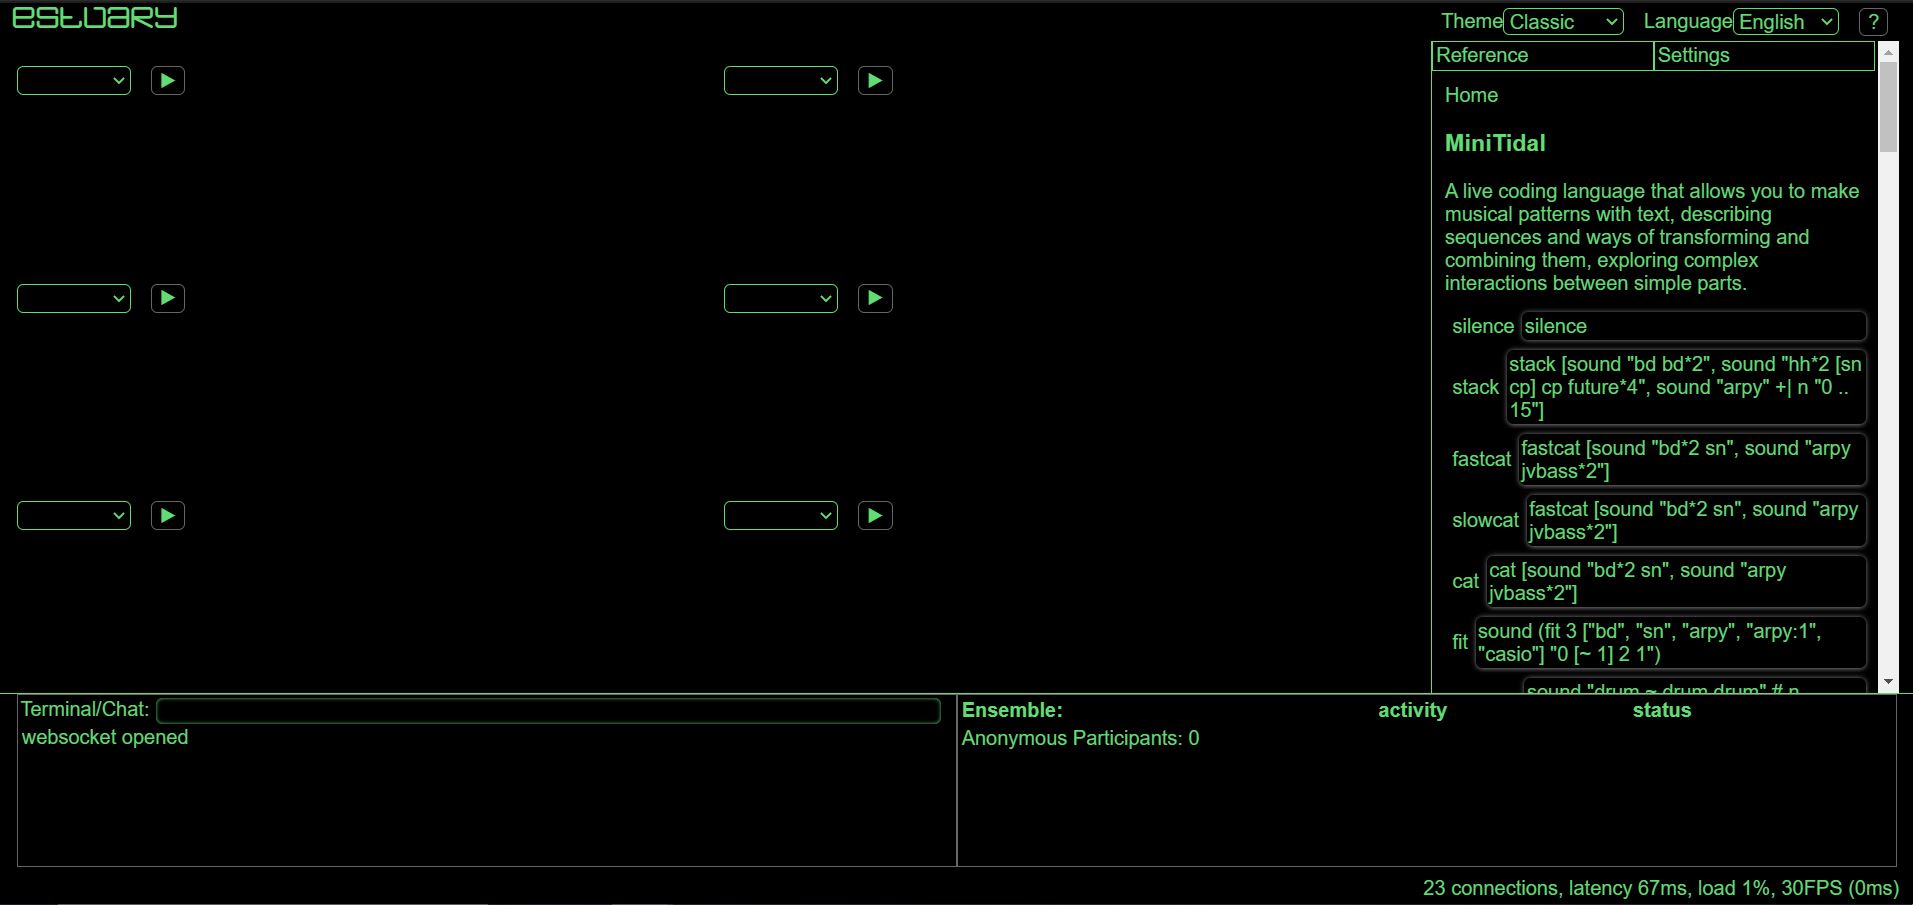 estuary
Theme Classic Language English ?
Reference Settings
Home
MiniTidal
A live coding language that allows you to make
musical patterns with text, describing
sequences and ways of transforming and
combining them, exploring complex
interactions between simple parts.
silence silence
stack stack [sound "bd bd*2", sound "hh*2 [sn
cp] cp future*4", sound "arpy" +| n "0 ..
15"]
fastcat fastcat [sound "bd*2 sn", sound "arpy
jvbass*2"]
slowcat fastcat [sound "bd*2 sn", sound "arpy
jvbass*2"]
cat cat [sound "bd*2 sn", sound "arpy
jvbass*2"]
fit sound (fit 3 ["bd", "sn", "arpy", "arpy:1",
"casio"] "0 [~ 1] 2 1")
sound "drum ~ drum drum" # n
Terminal/Chat:
websocket opened
Ensemble: activity status
Anonymous Participants: 0
23 connections, latency 67ms, load 1%, 30FPS (0ms)